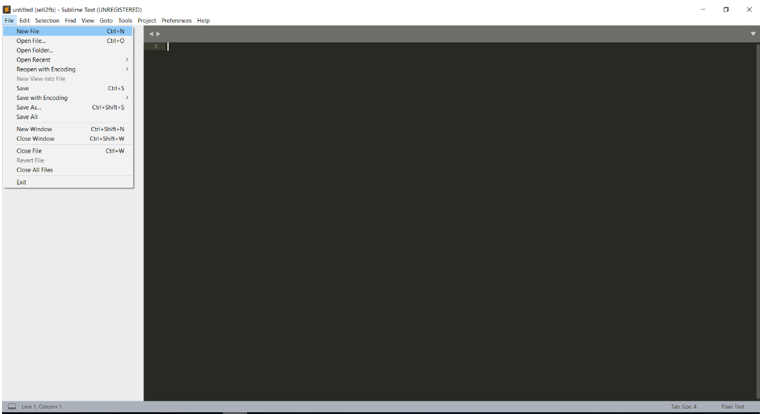 untitled (sell2fb) - Sublime Text (UNREGISTERED)
File Edit Selection Find View Goto Tools Project Preferences Help
New File Ctrl+N
Open File... Ctrl+O
Open Folder...
Open Recent
Reopen with Encoding
New View into File
Save Ctrl+S
Save with Encoding
Save As... Ctrl+Shift+S
Save All
New Window Ctrl+Shift+N
Close Window Ctrl+Shift+W
Close File Ctrl+W
Revert File
Close All Files
Exit
1
Line 1, Column 1 Tab Size: 4 Plain Text